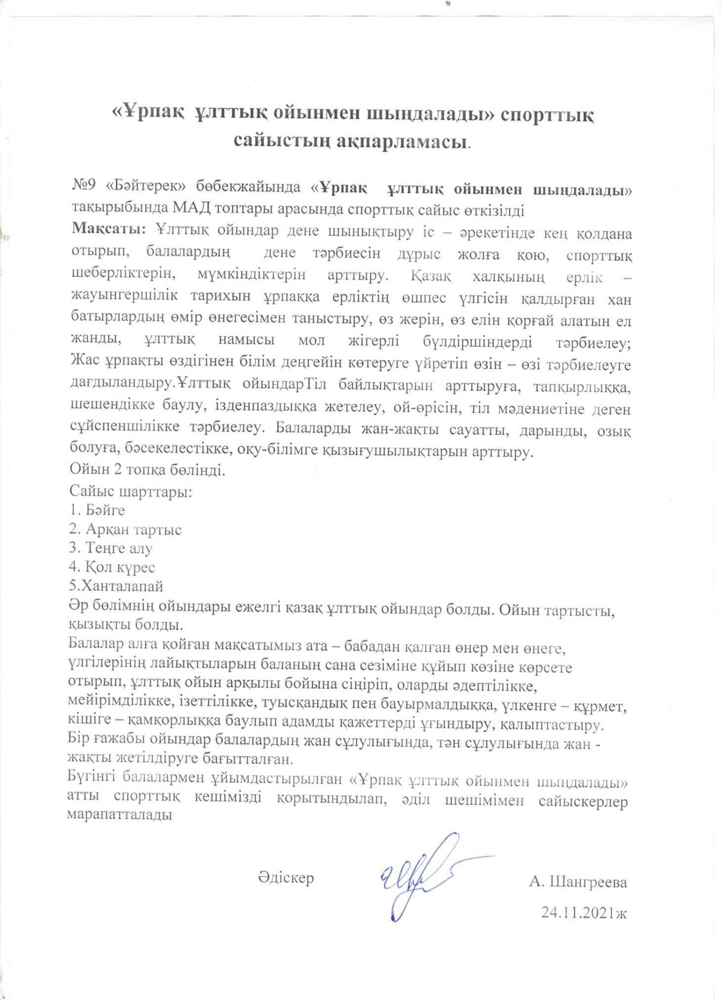 «Ұрпақ ұлттық ойынмен шыңдалады» спорттық
сайыстың ақпарламасы.
№9 «Бәйтерек» бөбекжайында «Ұрпақ ұлттық ойынмен шыңдалады»
тақырыбында МАД топтары арасында спорттық сайыс өткізілді
Мақсаты: Ұлттық ойындар дене шынықтыру іс – әрекетінде кең қолдана
отырып, балалардың дене тәрбиесін дұрыс жолға қою, спорттық
шеберліктерін, мүмкіндіктерін арттыру. Қазақ халқының ерлік –
жауынгершілік тарихын ұрпаққа ерліктің өшпес үлгісін қалдырған хан
батырлардың өмір өнегесімен таныстыру, өз жерін, өз елін қорғай алатын ел
жанды, ұлттық намысы мол жігерлі бүлдіршіндерді тәрбиелеу;
Жас ұрпақты өздігінен білім деңгейін көтеруге үйретіп өзін – өзі тәрбиелеуге
дағдыландыру.Ұлттық ойындарТіл байлықтарын арттыруға, тапқырлыққа,
шешендікке баулу, ізденпаздыққа жетелеу, ой-өрісін, тіл мәдениетіне деген
сұйспеншілікке тәрбиелеу. Балаларды жан-жақты сауатты, дарынды, озық
болуға, бәсекелестікке, оқу-білімге қызығушылықтарын арттыру.
Ойын 2 топқа бөлінді.
Сайыс шарттары:
1. Бәйге
2. Арқан тартыс
3. Теңге алу
4. Қол күрес
5.Ханталапай
Әр бөлімнің ойындары ежелгі қазақ ұлттық ойындар болды. Ойын тартысты,
қызықты болды.
Балалар алға қойған мақсатымыз ата – бабадан қалған өнер мен өнеге,
үлгілерінің лайықтыларын баланың сана сезіміне құйып көзіне көрсете
отырып, ұлттық ойын арқылы бойына сіңіріп, оларды әдептілікке,
мейірімділікке, ізеттілікке, туысқандық пен бауырмалдыққа, үлкенге – құрмет,
кішіге – қамқорлыққа баулып адамды қажеттерді ұғындыру, қалыптастыру.
Бір ғажабы ойындар балалардың жан сұлулығында, тән сұлулығында жан -
жақты жетілдіруге бағытталған.
Бүгінгі балалармен ұйымдастырылған «Ұрпақ ұлттық ойынмен шыңдалады»
атты спорттық кешімізді қорытындылап, әділ шешімімен сайыскерлер
марапатталады
Әдіскер А. Шангреева
24.11.2021ж